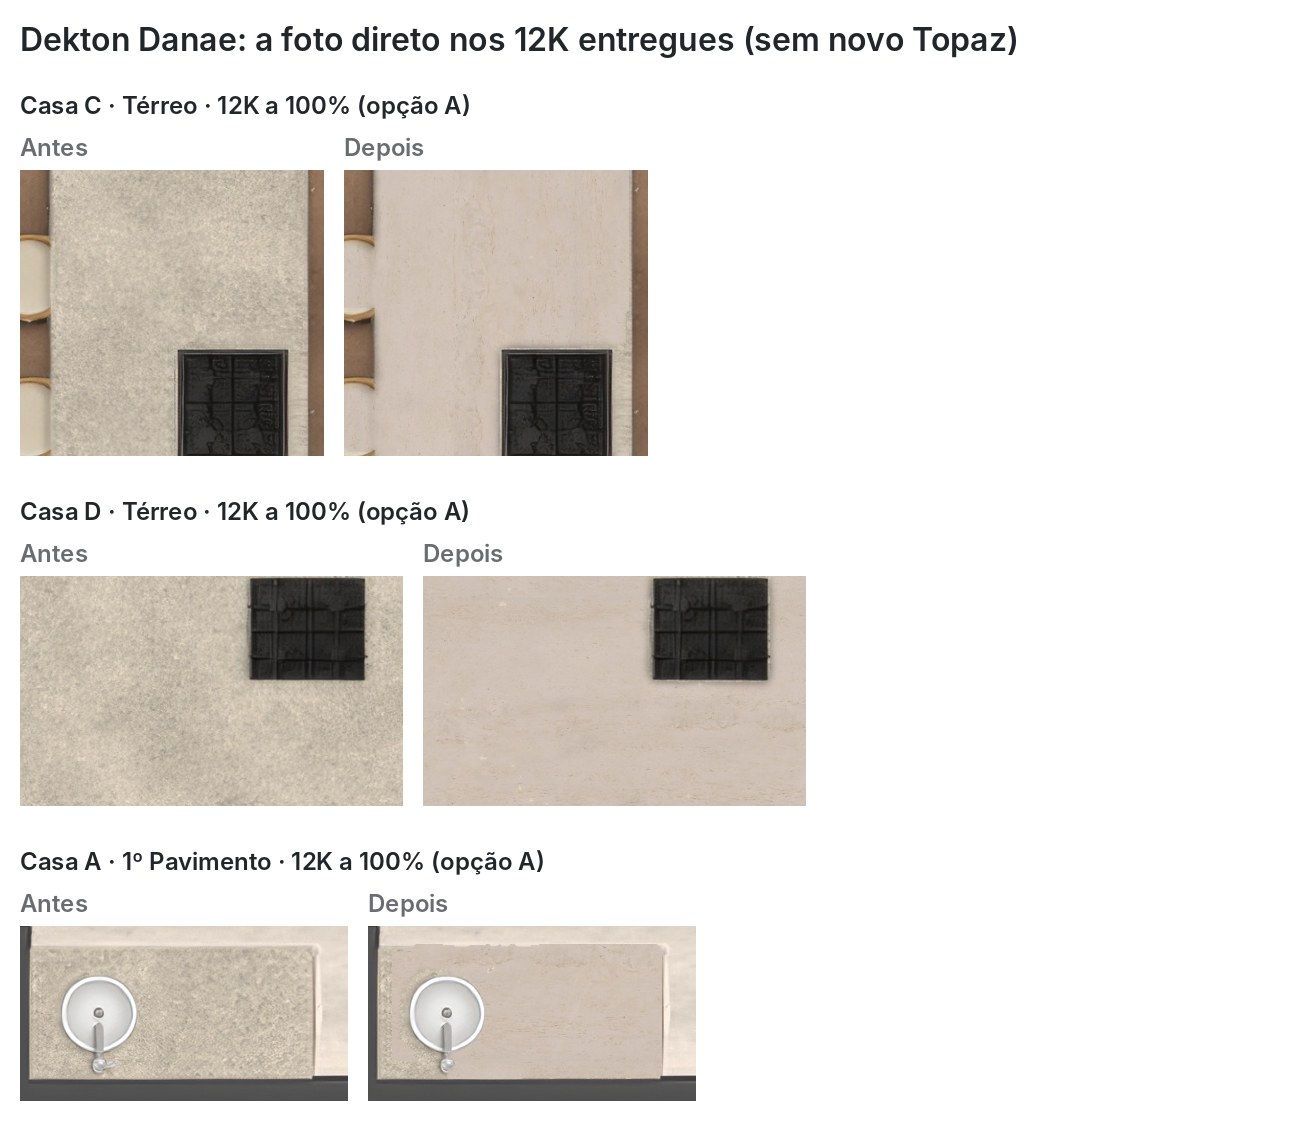 Dekton Danae: a foto direto nos 12K entregues (sem novo Topaz)
Casa C · Térreo · 12K a 100% (opção A)
Antes Depois
Casa D · Térreo · 12K a 100% (opção A)
Antes Depois
Casa A · 1º Pavimento · 12K a 100% (opção A)
Antes Depois